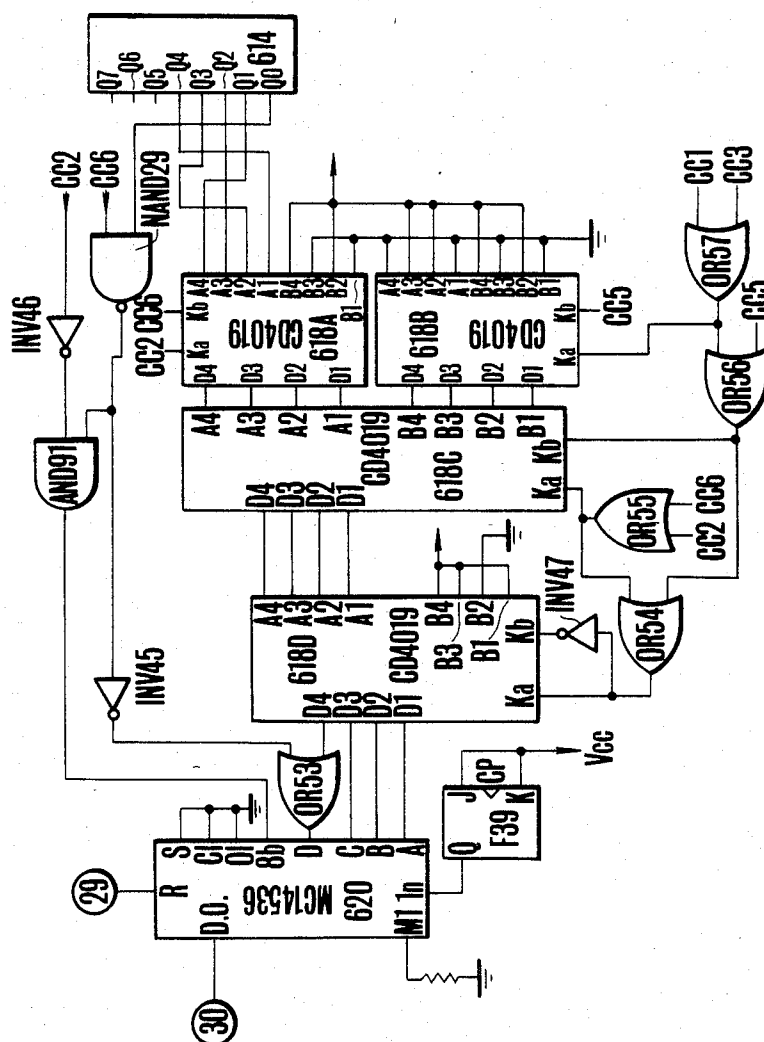 Q7
Q6
Q5
Q4
Q3
Q2
Q1
Q0
614
CC2
CC6
NAND29
INV46
AND91
INV45
CC2
CC6
Ka
Kb
A4
A3
A2
A1
B4
B3
B2
B1
CD4019
618A
D4
D3
D2
D1
A4
A3
A2
A1
B4
B3
B2
B1
618B
CD4019
Ka
Kb
D4
D3
D2
D1
CC5
CC1
CC3
OR57
OR56
CC5
A4
A3
A2
A1
B4
B3
B2
B1
CD4019
618C
D4
D3
D2
D1
Ka
Kb
OR55
CC2
CC6
OR54
INV47
A4
A3
A2
A1
B4
B3
B2
B1
618D
CD4019
D4
D3
D2
D1
Ka
Kb
OR53
J
CP
K
Q
F39
Vcc
S
CI
OI
8b
D
C
B
A
R
D.O.
MC14536
620
M1
In
29
30